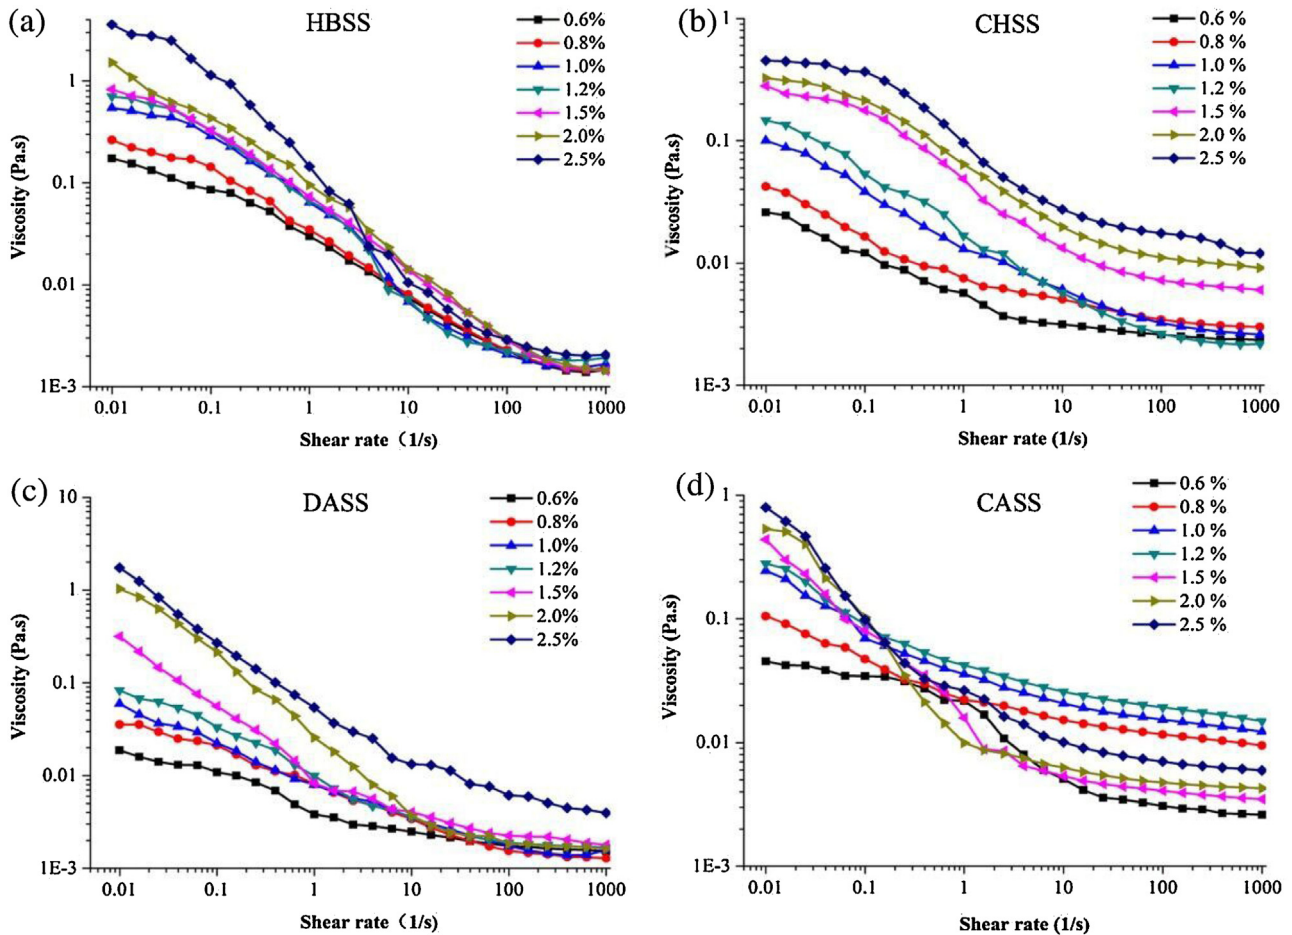 (a)
HBSS
0.6%
0.8%
1.0%
1.2%
1.5%
2.0%
2.5%
Viscosity (Pa.s)
1
0.1
0.01
1E-3
0.01 0.1 1 10 100 1000
Shear rate（1/s)
(b)
CHSS
0.6 %
0.8 %
1.0 %
1.2 %
1.5 %
2.0 %
2.5 %
Viscosity (Pa.s)
1
0.1
0.01
1E-3
0.01 0.1 1 10 100 1000
Shear rate (1/s)
(c)
DASS
0.6%
0.8%
1.0%
1.2%
1.5%
2.0%
2.5%
Viscosity (Pa.s)
10
1
0.1
0.01
1E-3
0.01 0.1 1 10 100 1000
Shear rate（1/s)
(d)
CASS
0.6 %
0.8 %
1.0 %
1.2 %
1.5 %
2.0 %
2.5 %
Viscosity (Pa.s)
1
0.1
0.01
1E-3
0.01 0.1 1 10 100 1000
Shear rate (1/s)